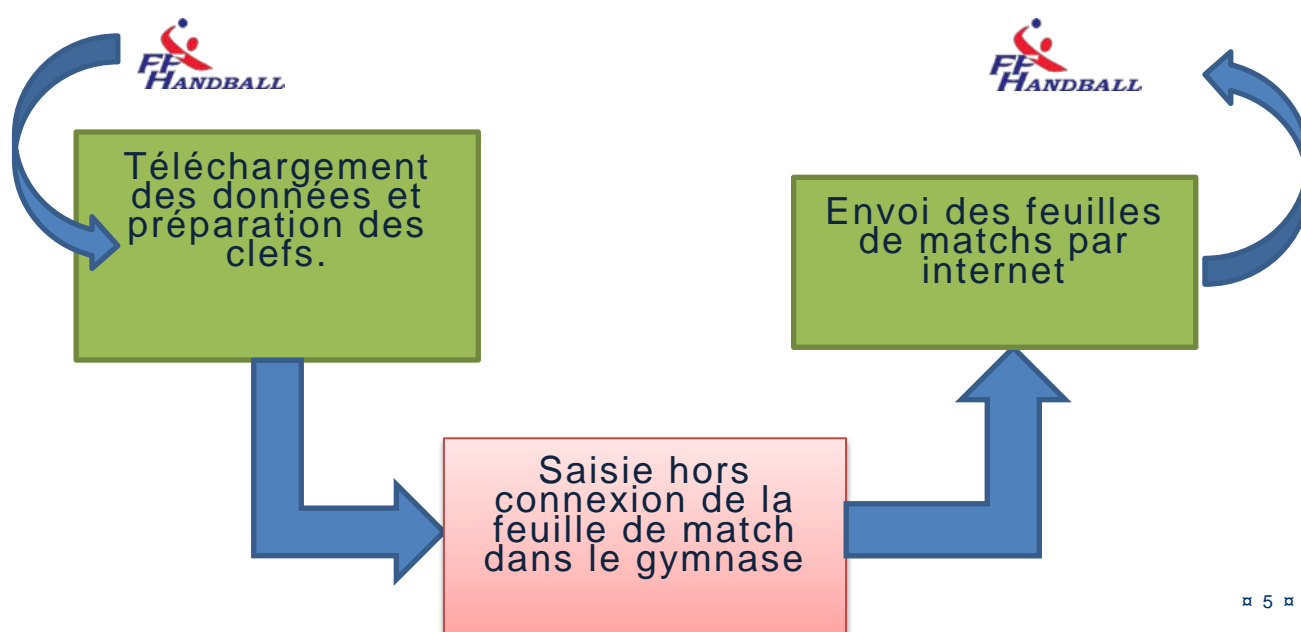 FF
HANDBALL
FF
HANDBALL
Téléchargement
des données et
préparation des
clefs.
Envoi des feuilles
de matchs par
internet
Saisie hors
connexion de la
feuille de match
dans le gymnase
¤ 5 ¤